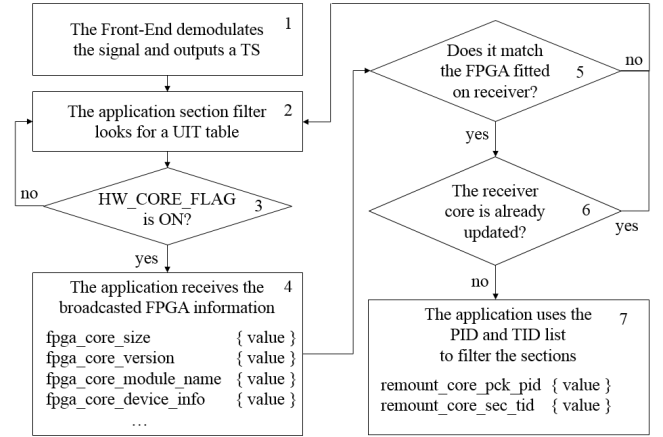 The Front-End demodulates 1
the signal and outputs a TS
The application section filter 2
looks for a UIT table
no
HW_CORE_FLAG 3
is ON?
yes
The application receives the 4
broadcasted FPGA information
fpga_core_size { value }
fpga_core_version { value }
fpga_core_module_name { value }
fpga_core_device_info { value }
...
Does it match
the FPGA fitted 5
on receiver?
no
yes
The receiver
core is already 6
updated?
yes
no
The application uses the 7
PID and TID list
to filter the sections
remount_core_pck_pid { value }
remount_core_sec_tid { value }